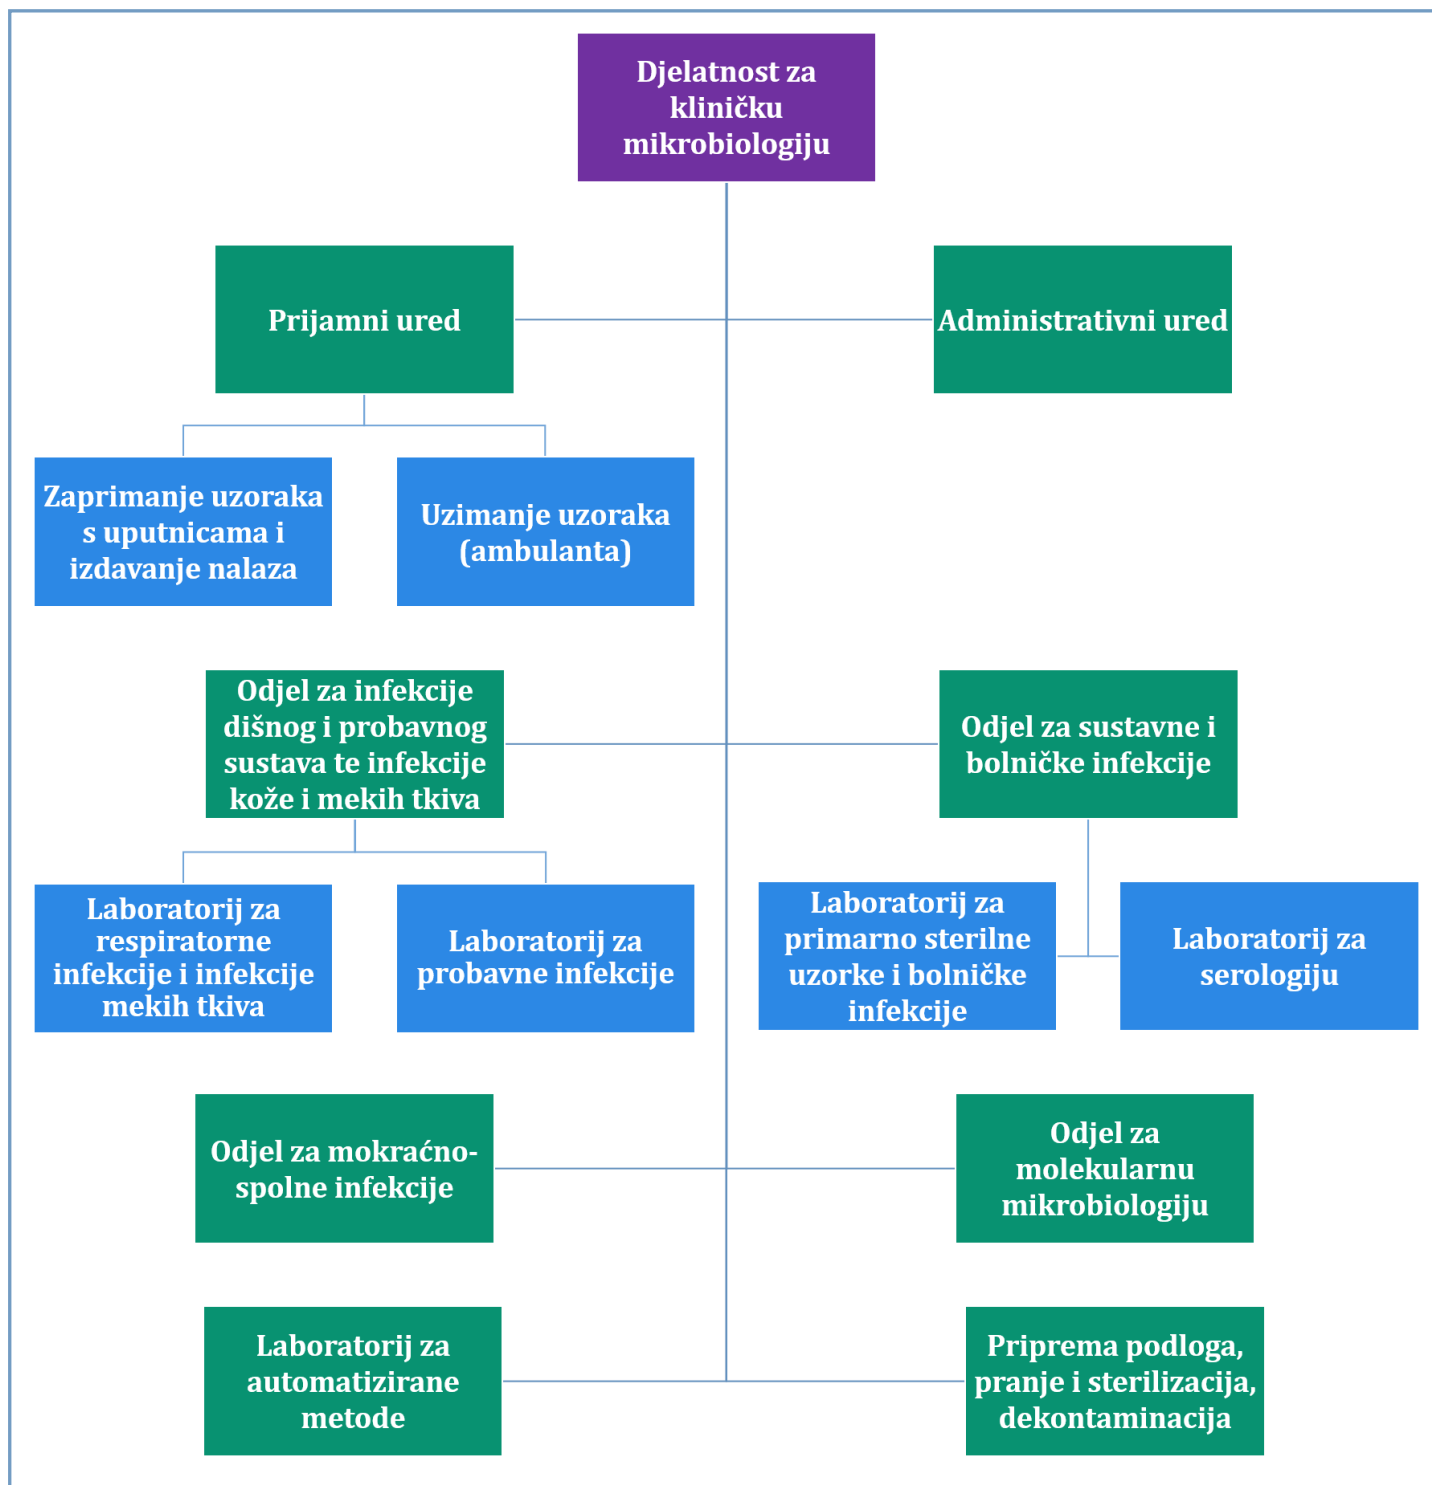 Djelatnost za
kliničku
mikrobiologiju
Prijamni ured
Administrativni ured
Zaprimanje uzoraka
s uputnicama i
izdavanje nalaza
Uzimanje uzoraka
(ambulanta)
Odjel za infekcije
dišnog i probavnog
sustava te infekcije
kože i mekih tkiva
Odjel za sustavne i
bolničke infekcije
Laboratorij za
respiratorne
infekcije i infekcije
mekih tkiva
Laboratorij za
probavne infekcije
Laboratorij za
primarno sterilne
uzorke i bolničke
infekcije
Laboratorij za
serologiju
Odjel za mokraćno-
spolne infekcije
Odjel za
molekularnu
mikrobiologiju
Laboratorij za
automatizirane
metode
Priprema podloga,
pranje i sterilizacija,
dekontaminacija